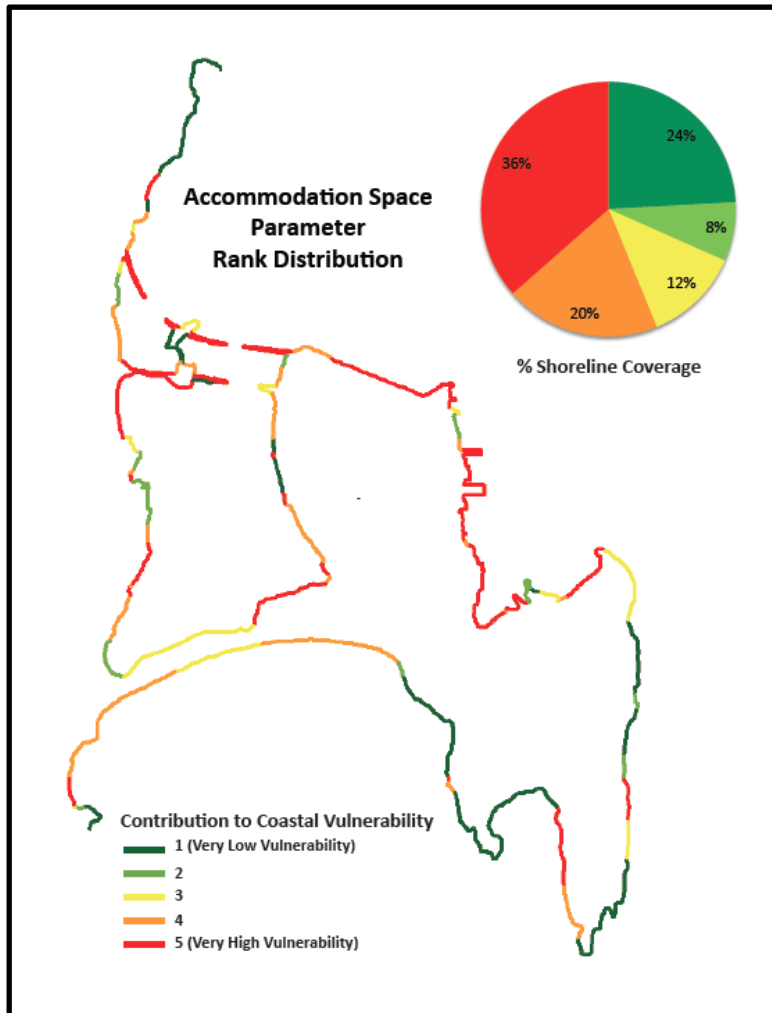 Accommodation Space
Parameter
Rank Distribution
24%
8%
12%
20%
36%
% Shoreline Coverage
Contribution to Coastal Vulnerability
1 (Very Low Vulnerability)
2
3
4
5 (Very High Vulnerability)